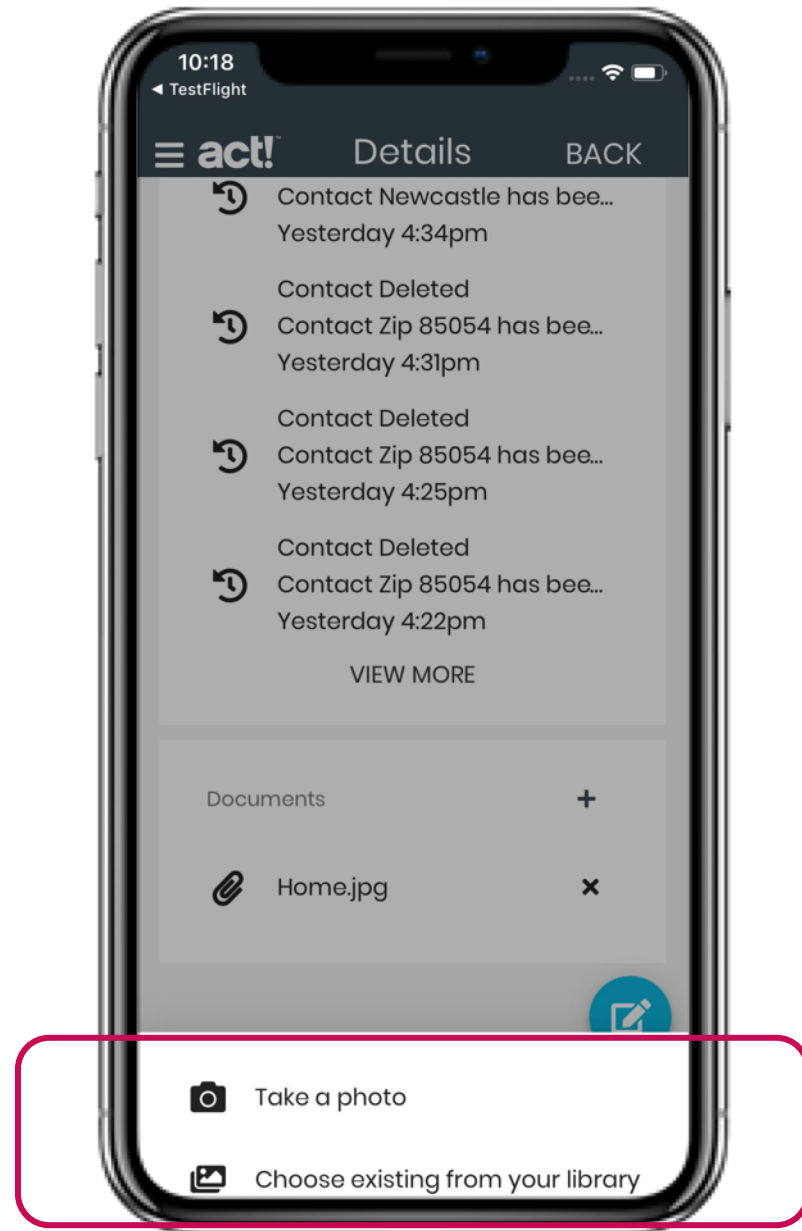 10:18
◀ TestFlight
act!™ Details BACK
Contact Newcastle has bee...
Yesterday 4:34pm
Contact Deleted
Contact Zip 85054 has bee...
Yesterday 4:31pm
Contact Deleted
Contact Zip 85054 has bee...
Yesterday 4:25pm
Contact Deleted
Contact Zip 85054 has bee...
Yesterday 4:22pm
VIEW MORE
Documents +
Home.jpg
Take a photo
Choose existing from your library